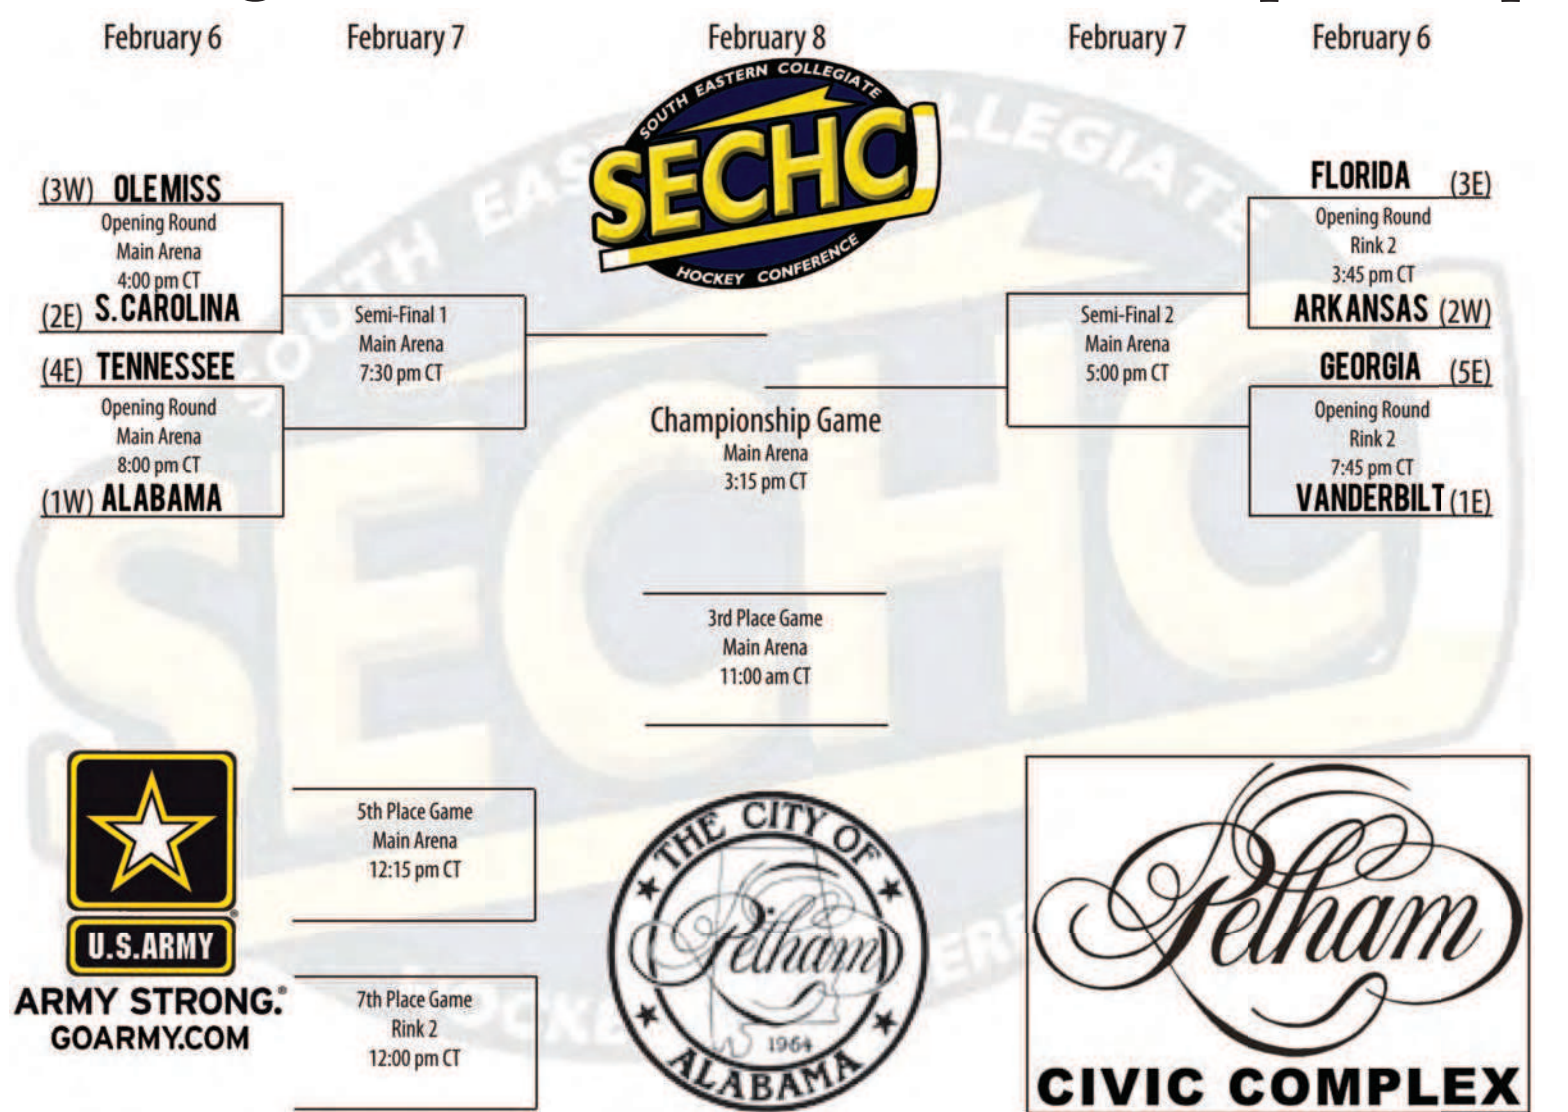 February 6
February 7
February 8
February 7
February 6
SOUTH EASTERN COLLEGIATE
SECHC
HOCKEY CONFERENCE
(3W) OLE MISS
Opening Round
Main Arena
4:00 pm CT
(2E) S. CAROLINA
(4E) TENNESSEE
Opening Round
Main Arena
8:00 pm CT
(1W) ALABAMA
Semi-Final 1
Main Arena
7:30 pm CT
Championship Game
Main Arena
3:15 pm CT
3rd Place Game
Main Arena
11:00 am CT
Semi-Final 2
Main Arena
5:00 pm CT
FLORIDA (3E)
Opening Round
Rink 2
3:45 pm CT
ARKANSAS (2W)
GEORGIA (5E)
Opening Round
Rink 2
7:45 pm CT
VANDERBILT (1E)
5th Place Game
Main Arena
12:15 pm CT
7th Place Game
Rink 2
12:00 pm CT
U.S.ARMY
ARMY STRONG.®
GOARMY.COM
THE CITY OF
Pelham
1964
ALABAMA
Pelham
CIVIC COMPLEX